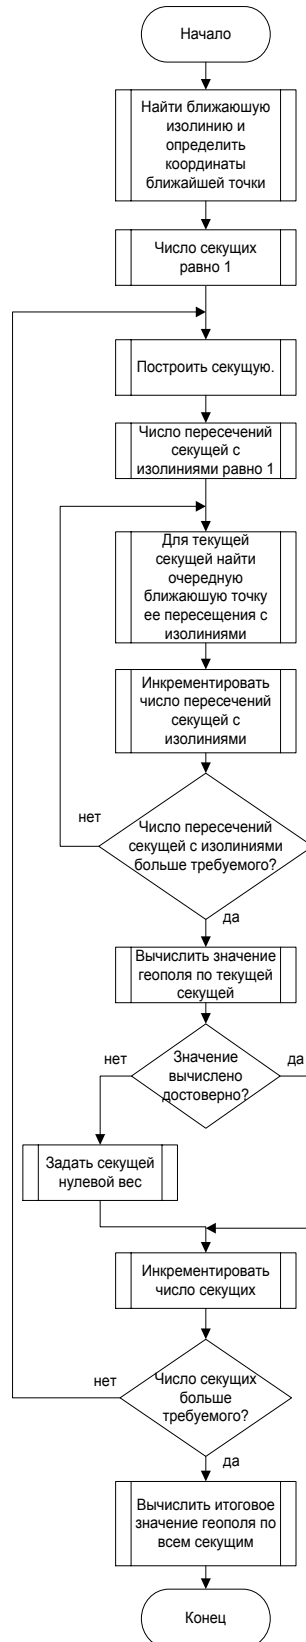 Начало
Найти ближаюшую
изолинию и
определить
координаты
ближайшей точки
Число секущих
равно 1
Построить секущую.
Число пересечений
секущей с
изолиниями равно 1
Для текущей
секущей найти
очередную
ближаюшую точку
ее пересещения с
изолиниями
Инкрементировать
число пересечений
секущей с
изолиниями
нет
Число пересечений
секущей с изолиниями
больше требуемого?
да
Вычислить значение
геополя по текущей
секущей
нет
Значение
вычислено
достоверно?
да
Задать секущей
нулевой вес
Инкрементировать
число секущих
нет
Число секущих
больше
требуемого?
да
Вычислить итоговое
значение геополя по
всем секущим
Конец